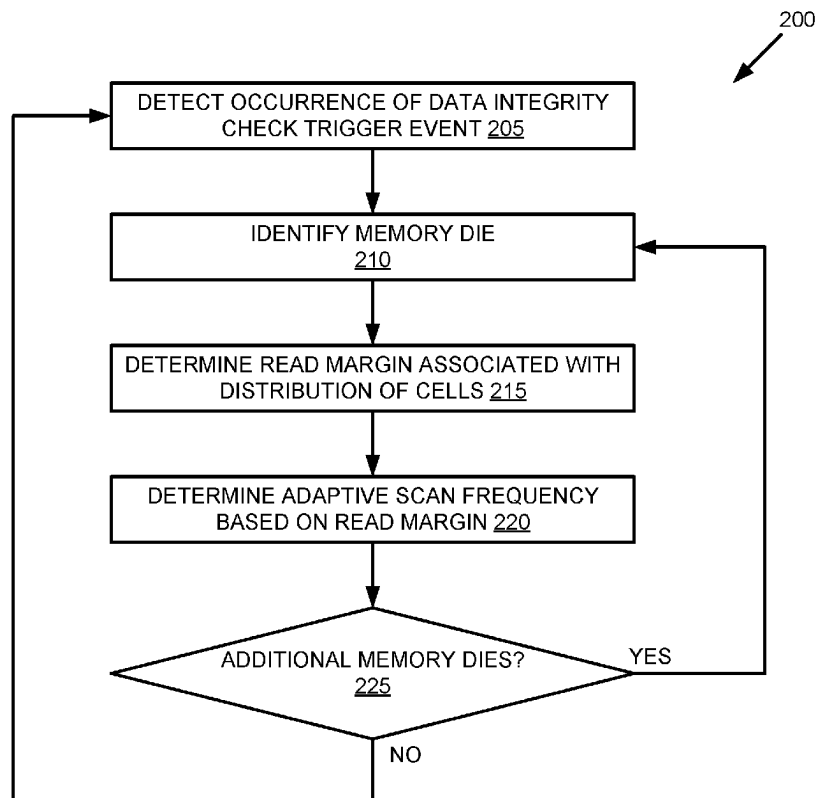 200
DETECT OCCURRENCE OF DATA INTEGRITY
CHECK TRIGGER EVENT 205
IDENTIFY MEMORY DIE
210
DETERMINE READ MARGIN ASSOCIATED WITH
DISTRIBUTION OF CELLS 215
DETERMINE ADAPTIVE SCAN FREQUENCY
BASED ON READ MARGIN 220
ADDITIONAL MEMORY DIES?
225
YES
NO